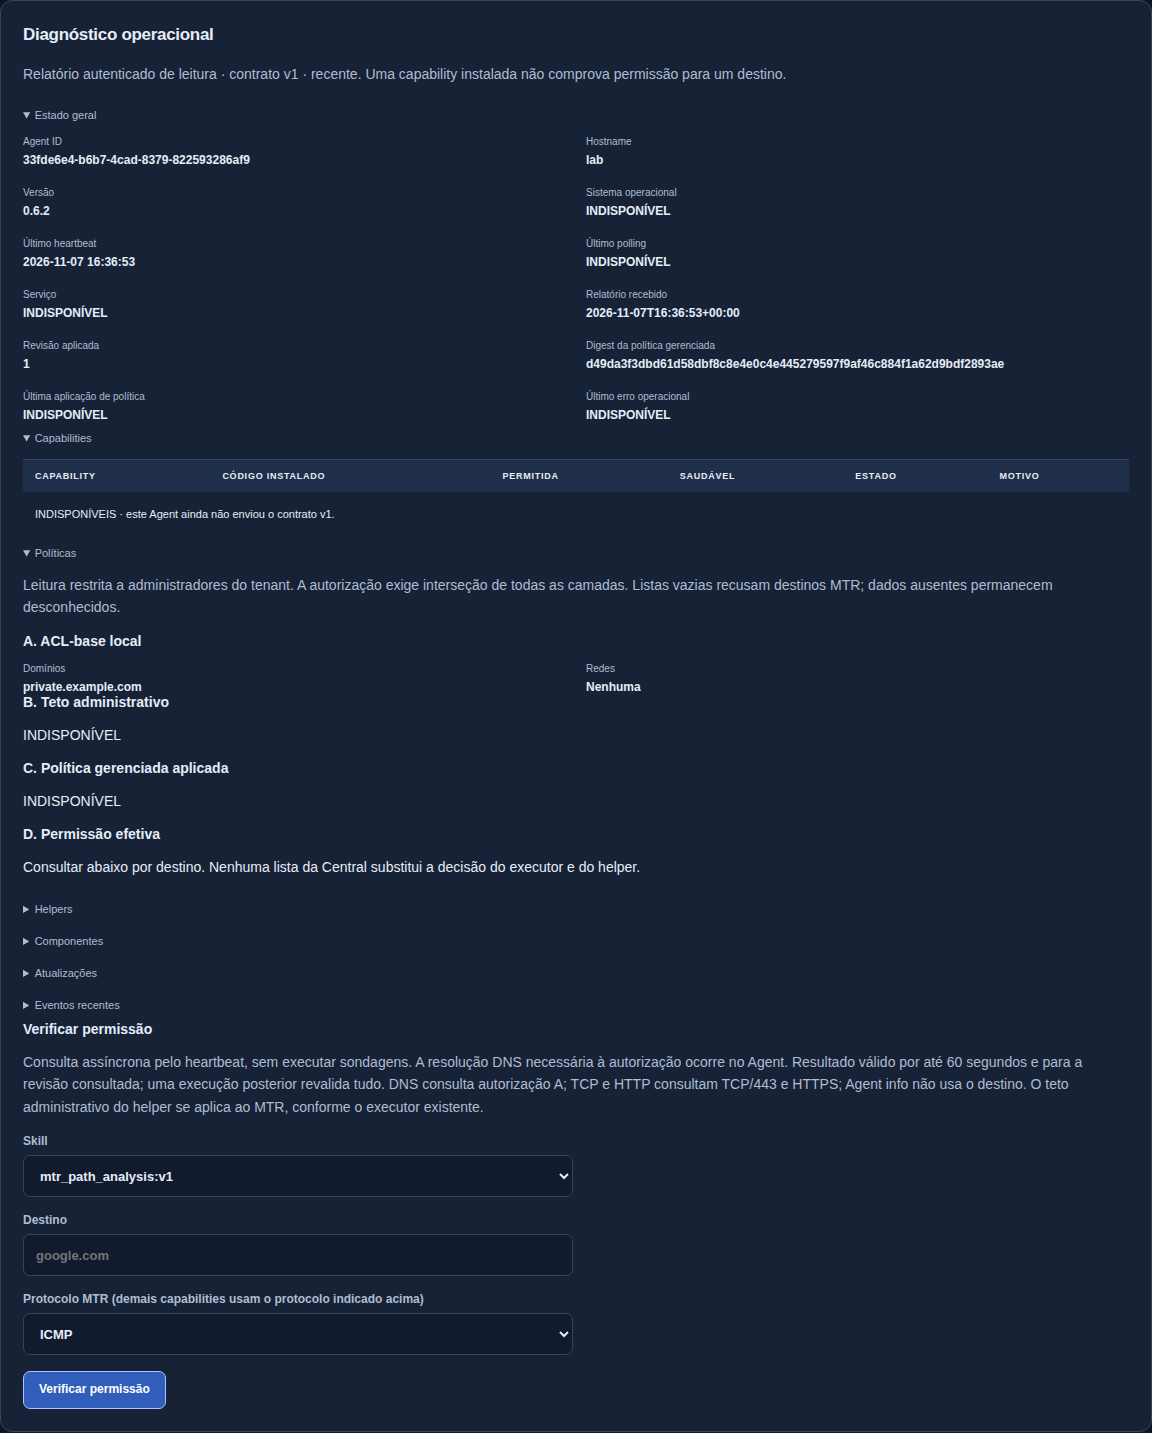 Diagnóstico operacional
Relatório autenticado de leitura · contrato v1 · recente. Uma capability instalada não comprova permissão para um destino.
Estado geral
Agent ID
33fde6e4-b6b7-4cad-8379-822593286af9
Hostname
lab
Versão
0.6.2
Sistema operacional
INDISPONÍVEL
Último heartbeat
2026-11-07 16:36:53
Último polling
INDISPONÍVEL
Serviço
INDISPONÍVEL
Relatório recebido
2026-11-07T16:36:53+00:00
Revisão aplicada
1
Digest da política gerenciada
d49da3f3dbd61d58dbf8c8e4e0c4e445279597f9af46c884f1a62d9bdf2893ae
Última aplicação de política
INDISPONÍVEL
Último erro operacional
INDISPONÍVEL
Capabilities
CAPABILITY CÓDIGO INSTALADO PERMITIDA SAUDÁVEL ESTADO MOTIVO
INDISPONÍVEIS · este Agent ainda não enviou o contrato v1.
Políticas
Leitura restrita a administradores do tenant. A autorização exige interseção de todas as camadas. Listas vazias recusam destinos MTR; dados ausentes permanecem
desconhecidos.
A. ACL-base local
Domínios
private.example.com
Redes
Nenhuma
B. Teto administrativo
INDISPONÍVEL
C. Política gerenciada aplicada
INDISPONÍVEL
D. Permissão efetiva
Consultar abaixo por destino. Nenhuma lista da Central substitui a decisão do executor e do helper.
Helpers
Componentes
Atualizações
Eventos recentes
Verificar permissão
Consulta assíncrona pelo heartbeat, sem executar sondagens. A resolução DNS necessária à autorização ocorre no Agent. Resultado válido por até 60 segundos e para a
revisão consultada; uma execução posterior revalida tudo. DNS consulta autorização A; TCP e HTTP consultam TCP/443 e HTTPS; Agent info não usa o destino. O teto
administrativo do helper se aplica ao MTR, conforme o executor existente.
Skill
mtr_path_analysis:v1
Destino
google.com
Protocolo MTR (demais capabilities usam o protocolo indicado acima)
ICMP
Verificar permissão